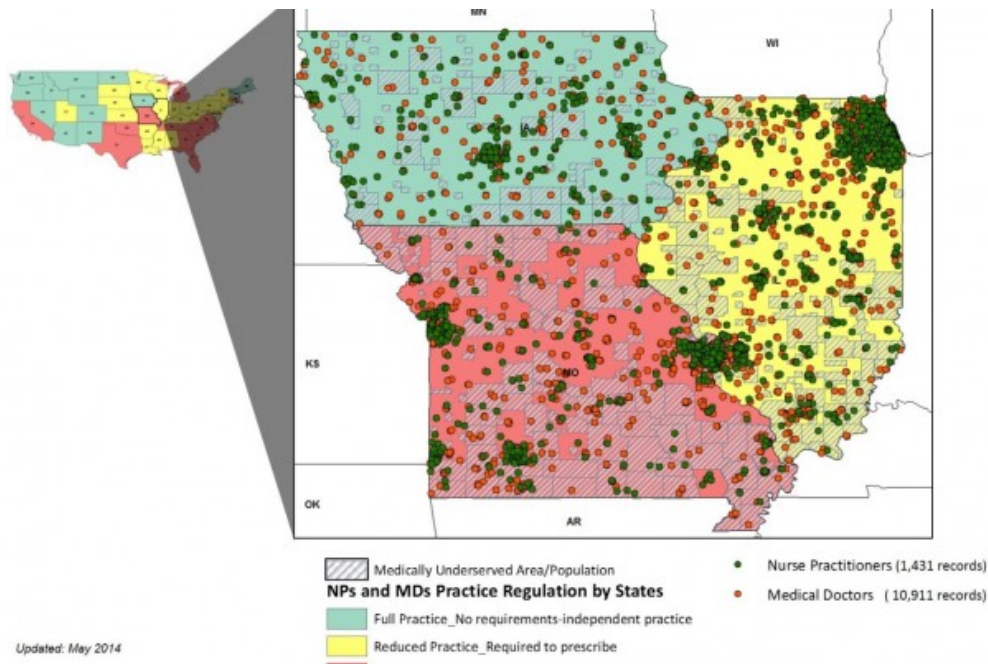 MN
WI
IA
IL
KS
MO
OK
AR
Medically Underserved Area/Population
NPs and MDs Practice Regulation by States
Full Practice_No requirements-independent practice
Reduced Practice_Required to prescribe
Nurse Practitioners (1,431 records)
Medical Doctors ( 10,911 records)
Updated: May 2014